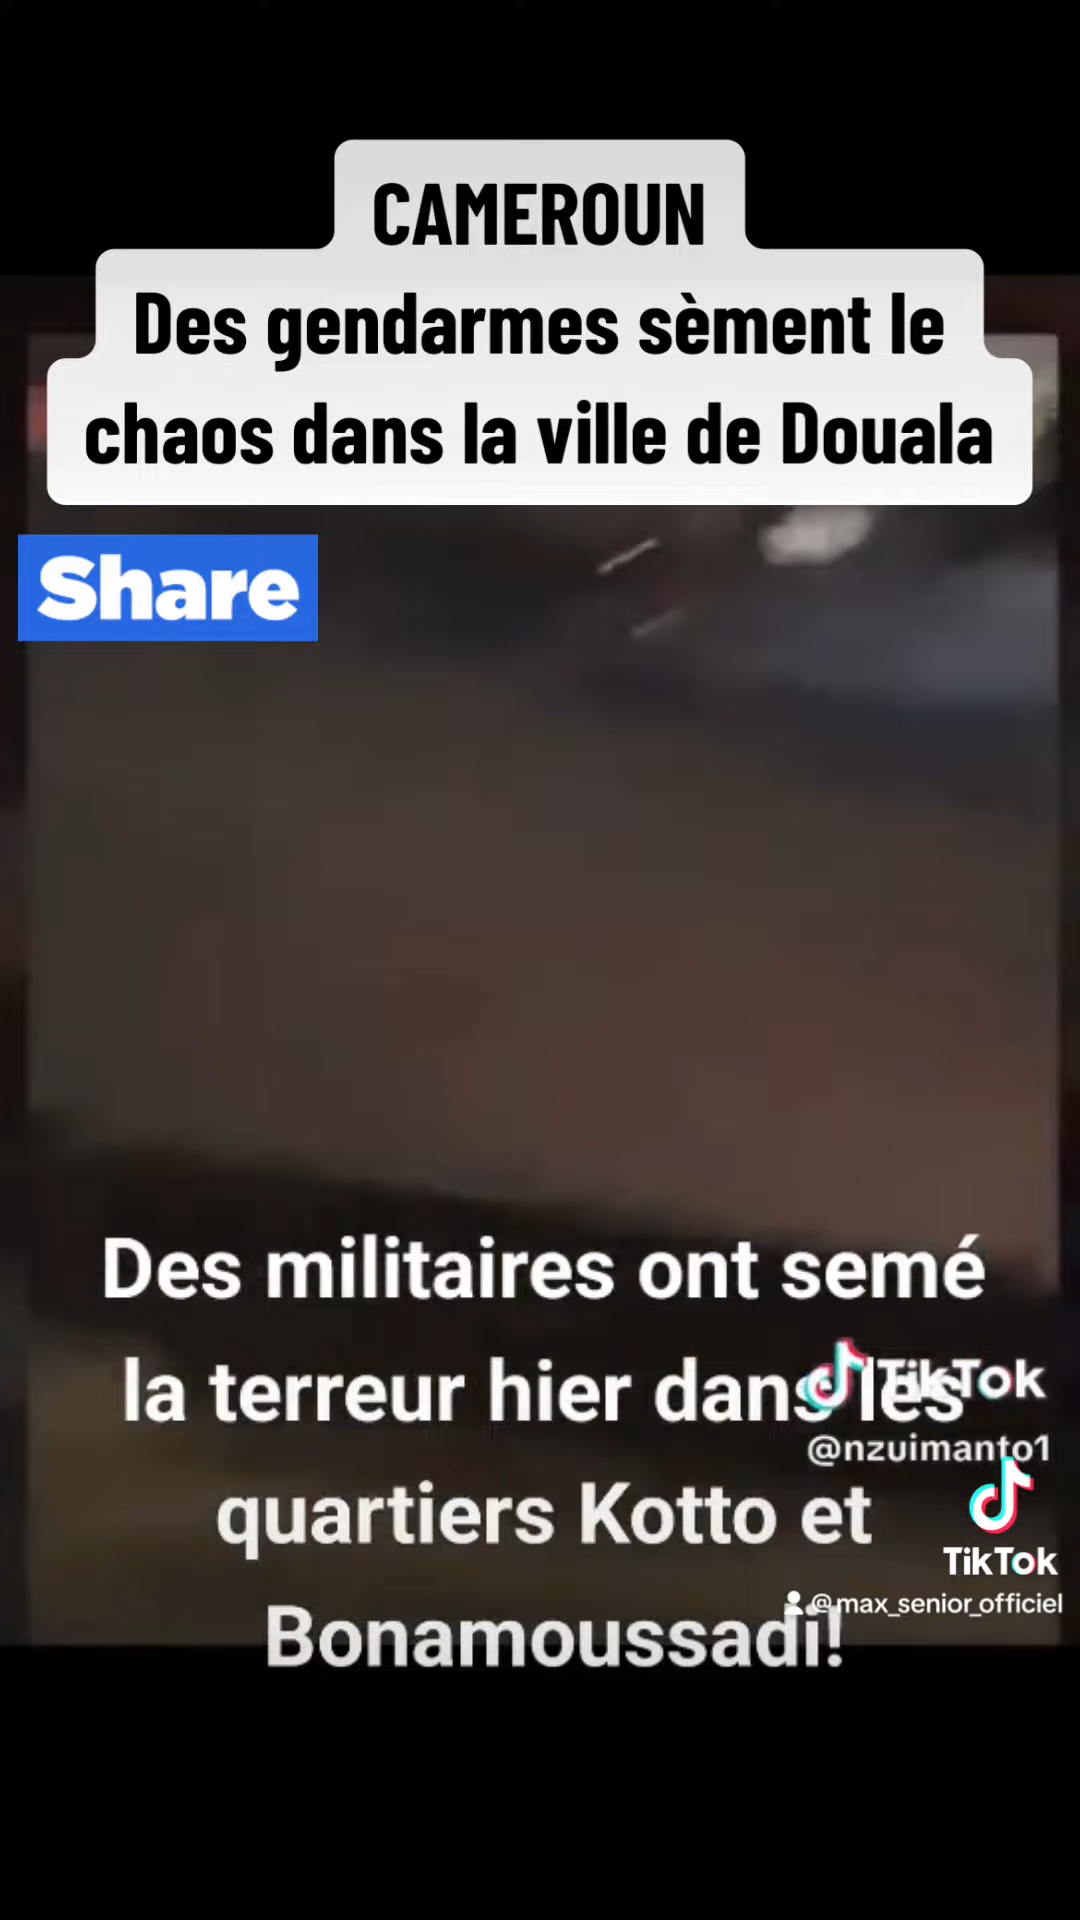 CAMEROUN
Des gendarmes sèment le
chaos dans la ville de Douala
Share
Des militaires ont semé
la terreur hier dans les
TikTok
@nzuimanto1
quartiers Kotto et
TikTok
@max_senior_officiel
Bonamoussadi!